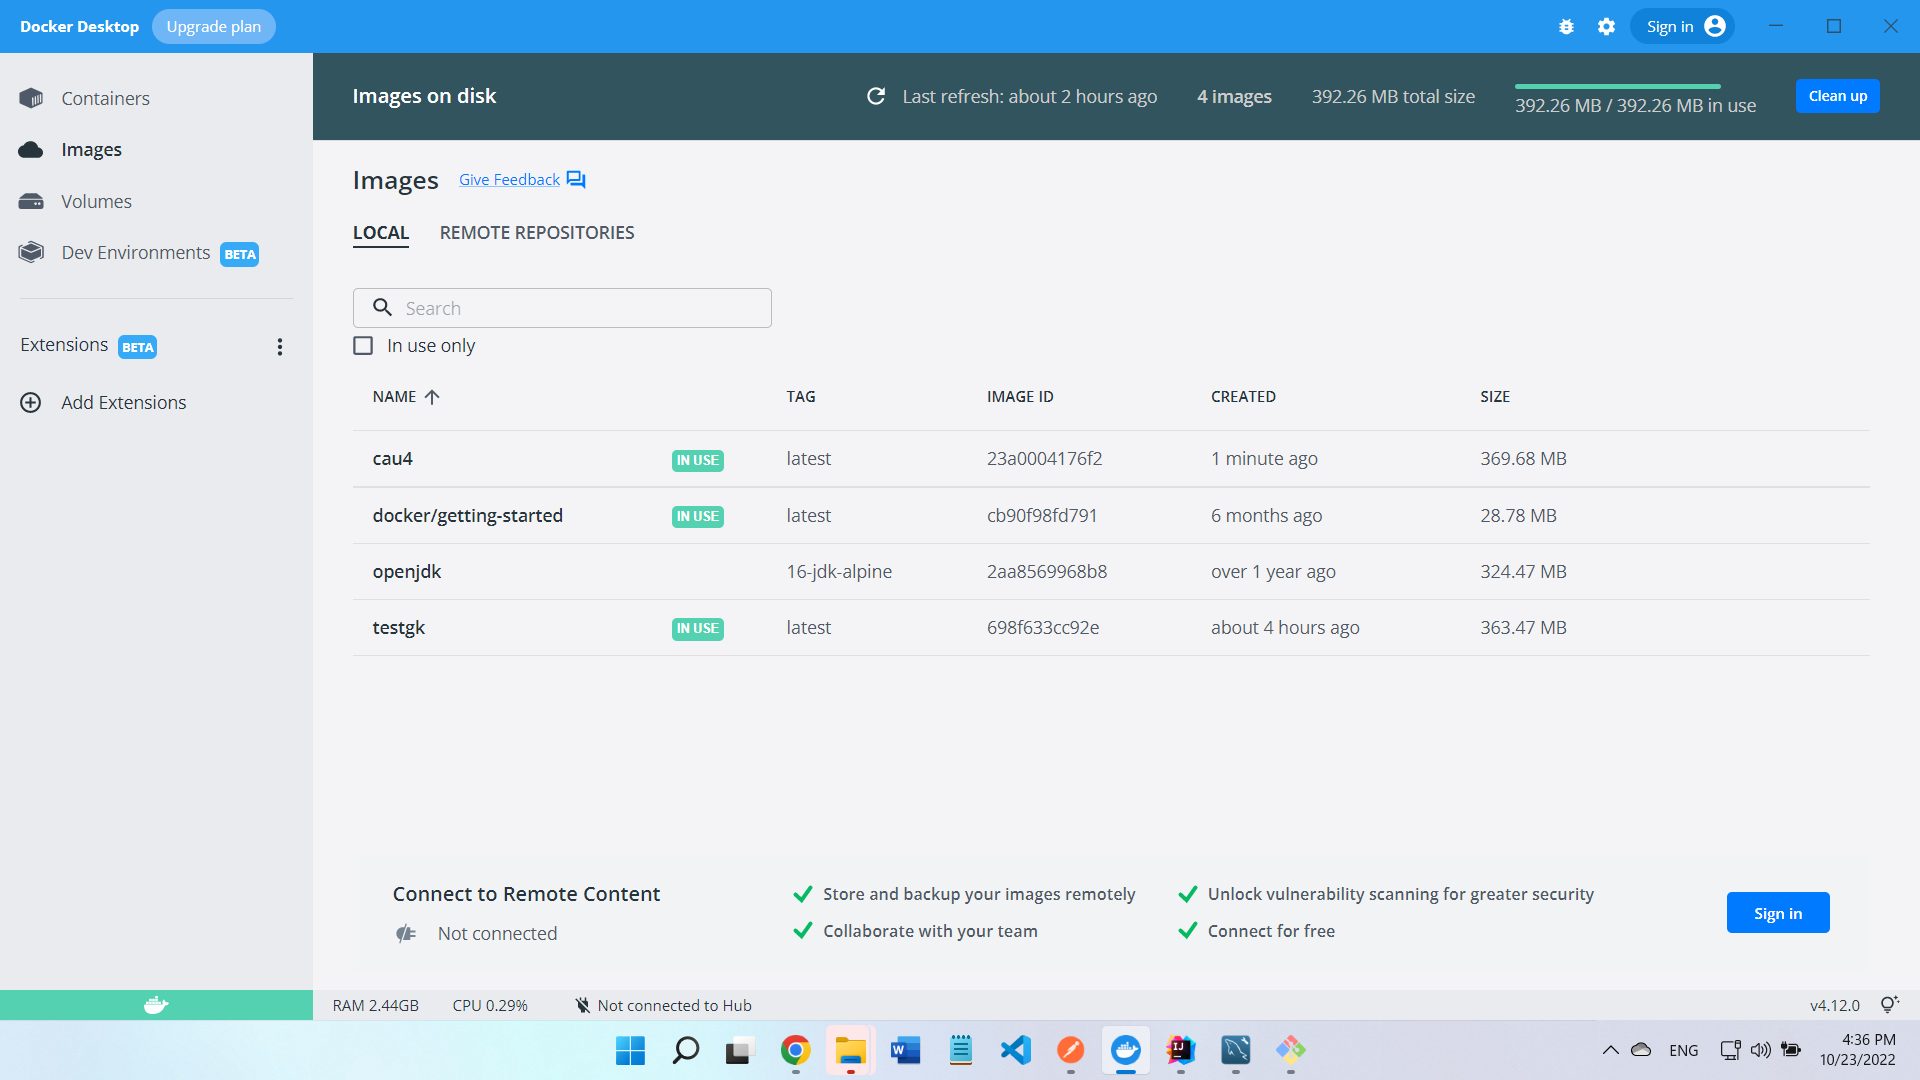 Docker Desktop Upgrade plan Sign in
Containers
Images
Volumes
Dev Environments BETA
Extensions BETA
Add Extensions
Images on disk Last refresh: about 2 hours ago 4 images 392.26 MB total size 392.26 MB / 392.26 MB in use Clean up
Images Give Feedback
LOCAL REMOTE REPOSITORIES
Search
In use only
NAME TAG IMAGE ID CREATED SIZE
cau4 IN USE latest 23a0004176f2 1 minute ago 369.68 MB
docker/getting-started IN USE latest cb90f98fd791 6 months ago 28.78 MB
openjdk 16-jdk-alpine 2aa8569968b8 over 1 year ago 324.47 MB
testgk IN USE latest 698f633cc92e about 4 hours ago 363.47 MB
Connect to Remote Content
Not connected
Store and backup your images remotely
Collaborate with your team
Unlock vulnerability scanning for greater security
Connect for free
Sign in
RAM 2.44GB CPU 0.29% Not connected to Hub v4.12.0
W IJ ENG 4:36 PM
10/23/2022